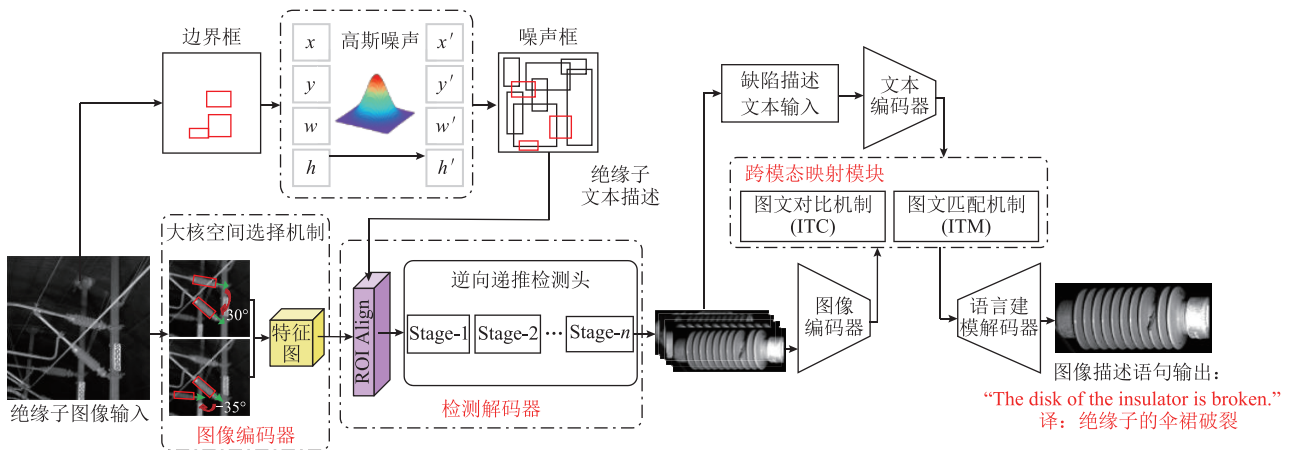 边界框
x
y
w
h
高斯噪声
x′
y′
w′
h′
噪声框
绝缘子
文本描述
绝缘子图像输入
大核空间选择机制
30°
−35°
特征
图
图像编码器
ROI Align
逆向递推检测头
Stage-1
Stage-2
···
Stage-n
检测解码器
缺陷描述
文本输入
文本
编码器
跨模态映射模块
图文对比机制
(ITC)
图文匹配机制
(ITM)
图像
编码器
语言建
模解码器
图像描述语句输出：
“The disk of the insulator is broken.”
译：绝缘子的伞裙破裂